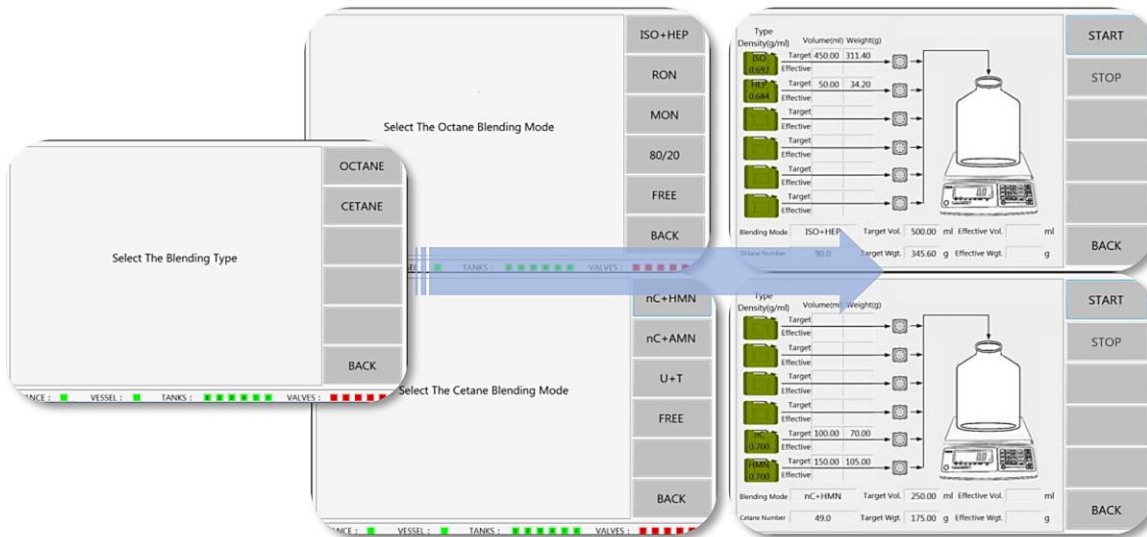 Select The Blending Type
OCTANE
CETANE
BACK
ANCE : VESSEL : TANKS : VALVES :
Select The Octane Blending Mode
ISO+HEP
RON
MON
80/20
FREE
BACK
TANKS : VALVES :
Select The Cetane Blending Mode
nC+HMN
nC+AMN
U+T
FREE
BACK
ANCE : VESSEL : TANKS : VALVES :
Type
Density(g/ml) Volume(ml) Weight(g)
ISO Target 450.00 311.40
0.692 Effective
HEP Target 50.00 34.20
0.684 Effective
Target
Effective
Target
Effective
Target
Effective
Target
Effective
Blending Mode ISO+HEP Target Vol. 500.00 ml Effective Vol. ml
Octane Number 90.0 Target Wgt. 345.60 g Effective Wgt. g
START
STOP
BACK
Type
Density(g/ml) Volume(ml) Weight(g)
Target
Effective
Target
Effective
Target
Effective
Target
Effective
nC Target 100.00 70.00
0.700 Effective
HMN Target 150.00 105.00
0.700 Effective
Blending Mode nC+HMN Target Vol. 250.00 ml Effective Vol. ml
Cetane Number 49.0 Target Wgt. 175.00 g Effective Wgt. g
START
STOP
BACK